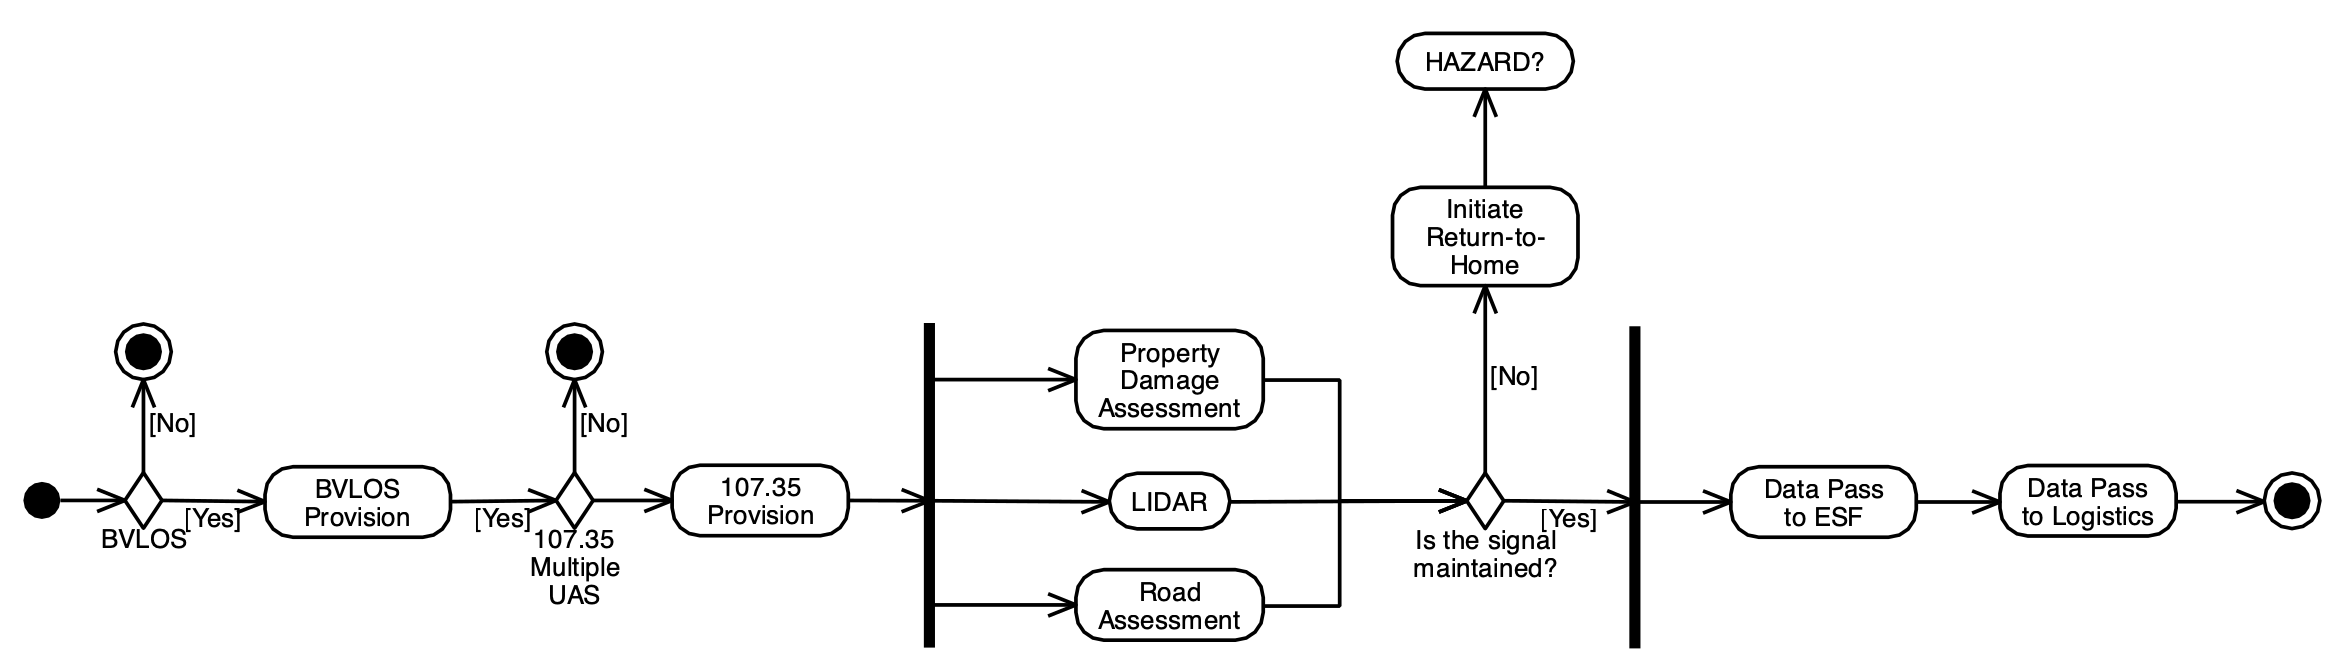 HAZARD?
Initiate
Return-to-
Home
[No]
[No]
[No]
BVLOS
[Yes]
BVLOS
Provision
[Yes]
107.35
Multiple
UAS
107.35
Provision
Property
Damage
Assessment
LIDAR
Road
Assessment
Is the signal
maintained?
[Yes]
Data Pass
to ESF
Data Pass
to Logistics